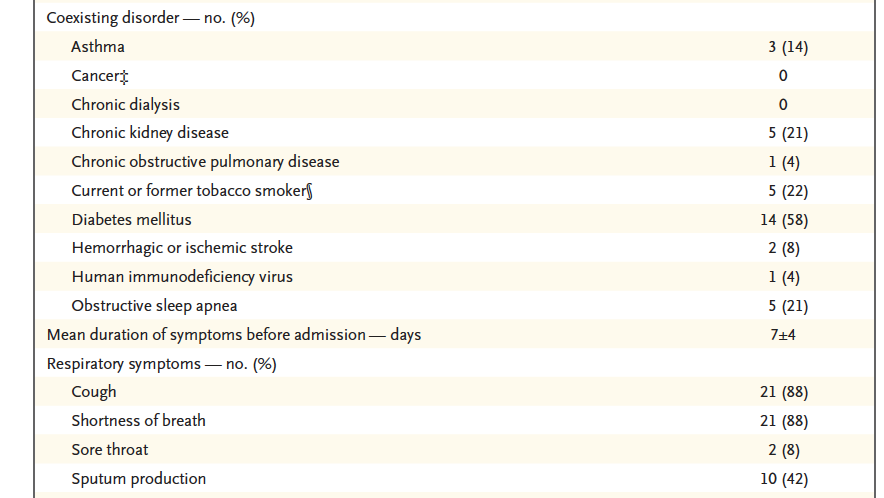 Coexisting disorder — no. (%)
Asthma 3 (14)
Cancer‡ 0
Chronic dialysis 0
Chronic kidney disease 5 (21)
Chronic obstructive pulmonary disease 1 (4)
Current or former tobacco smoker§ 5 (22)
Diabetes mellitus 14 (58)
Hemorrhagic or ischemic stroke 2 (8)
Human immunodeficiency virus 1 (4)
Obstructive sleep apnea 5 (21)
Mean duration of symptoms before admission — days 7±4
Respiratory symptoms — no. (%)
Cough 21 (88)
Shortness of breath 21 (88)
Sore throat 2 (8)
Sputum production 10 (42)